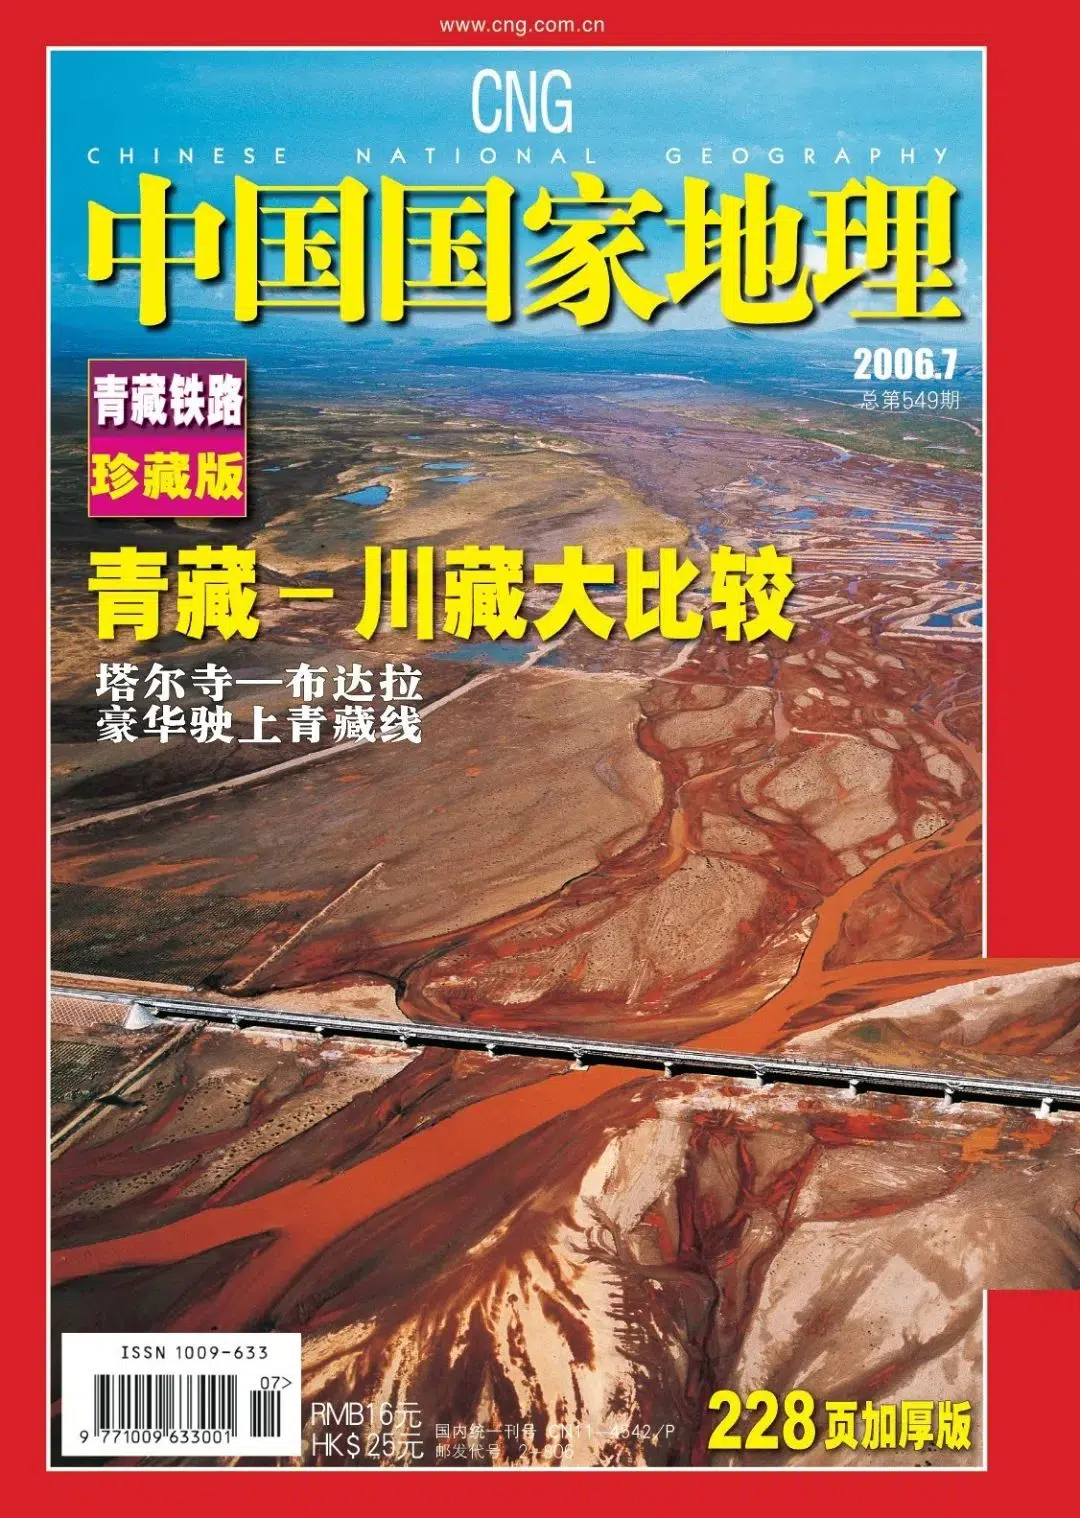 www.cng.com.cn
CNG
CHINESE NATIONAL GEOGRAPHY
中国国家地理
2006.7
总第549期
青藏铁路
珍藏版
青藏－川藏大比较
塔尔寺—布达拉
豪华驶上青藏线
ISSN 1009-633
07>
9 771009 633001
RMB16元
HK$25元
国内统一刊号 CN11—4542/P
邮发代号 2—806
228页加厚版